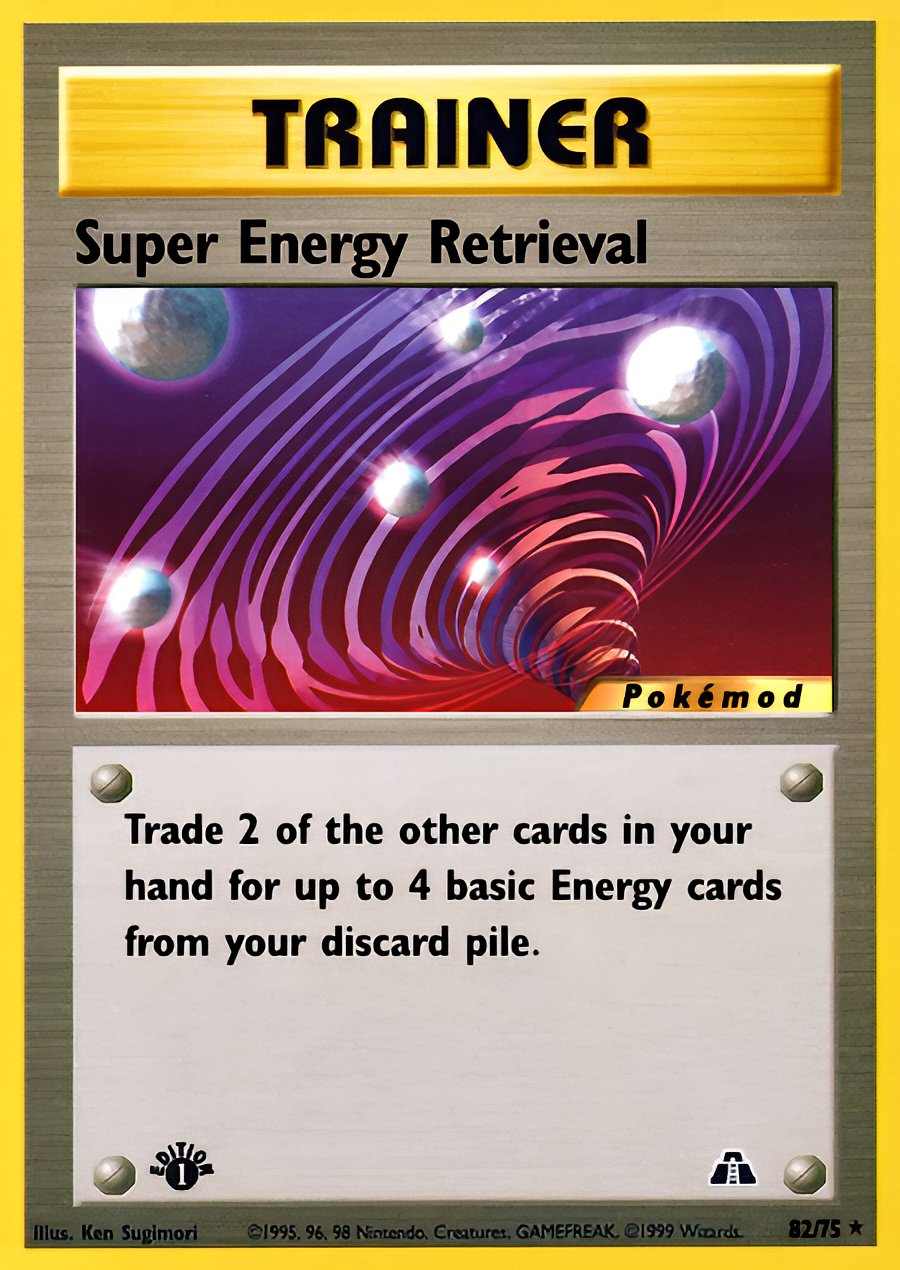 TRAINER
Super Energy Retrieval
Pokémod
Trade 2 of the other cards in your
hand for up to 4 basic Energy cards
from your discard pile.
EDITION
1
Illus. Ken Sugimori ©1995, 96, 98 Nintendo, Creatures, GAMEFREAK. ©1999 Wizards. 82/75 ★